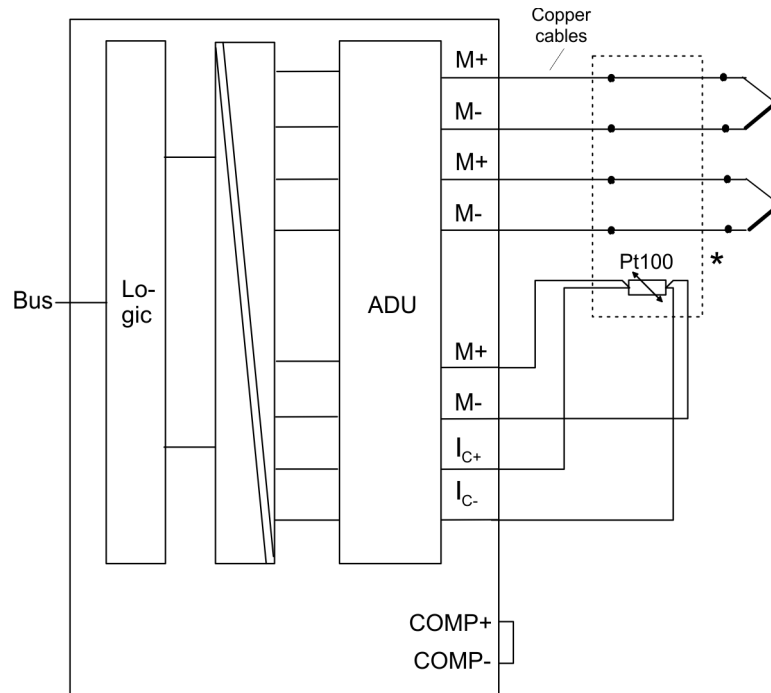 Copper
cables
M+
M-
M+
M-
*
Pt100
Bus
Lo-
gic
ADU
M+
M-
IC+
IC-
COMP+
COMP-